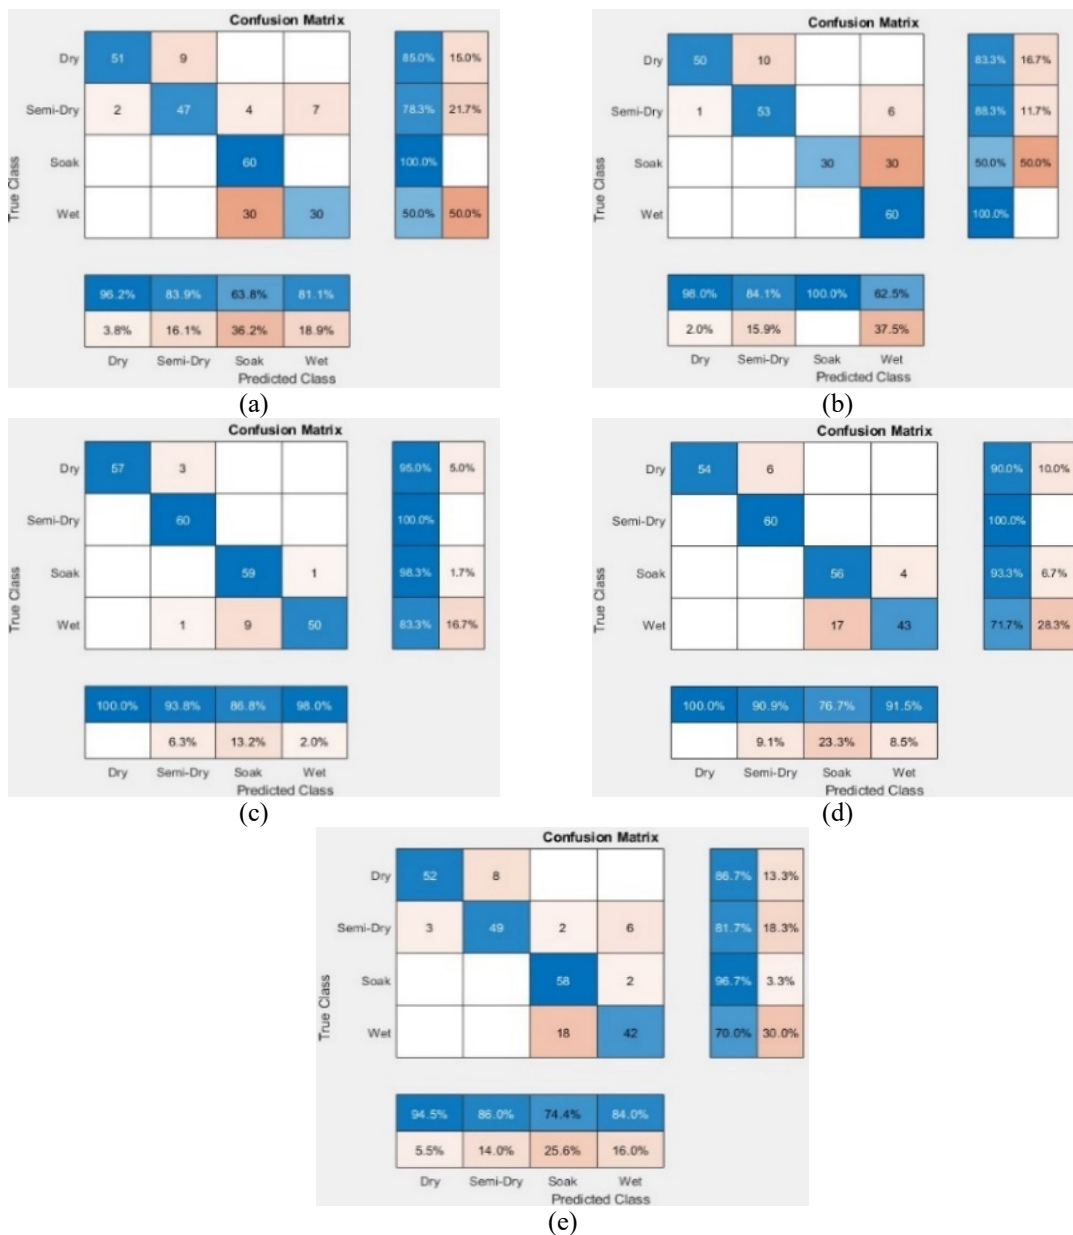 Confusion Matrix
Dry 51 9 85.0% 15.0%
Semi-Dry 2 47 4 7 78.3% 21.7%
Soak 60 100.0%
Wet 30 30 50.0% 50.0%
True Class
96.2% 83.9% 63.8% 81.1%
3.8% 16.1% 36.2% 18.9%
Dry Semi-Dry Soak Wet
Predicted Class
(a)
Confusion Matrix
Dry 50 10 83.3% 16.7%
Semi-Dry 1 53 6 88.3% 11.7%
Soak 30 30 50.0% 50.0%
Wet 60 100.0%
True Class
98.0% 84.1% 100.0% 62.5%
2.0% 15.9% 37.5%
Dry Semi-Dry Soak Wet
Predicted Class
(b)
Confusion Matrix
Dry 57 3 95.0% 5.0%
Semi-Dry 60 100.0%
Soak 59 1 98.3% 1.7%
Wet 1 9 50 83.3% 16.7%
True Class
100.0% 93.8% 86.8% 98.0%
6.3% 13.2% 2.0%
Dry Semi-Dry Soak Wet
Predicted Class
(c)
Confusion Matrix
Dry 54 6 90.0% 10.0%
Semi-Dry 60 100.0%
Soak 56 4 93.3% 6.7%
Wet 17 43 71.7% 28.3%
True Class
100.0% 90.9% 76.7% 91.5%
9.1% 23.3% 8.5%
Dry Semi-Dry Soak Wet
Predicted Class
(d)
Confusion Matrix
Dry 52 8 86.7% 13.3%
Semi-Dry 3 49 2 6 81.7% 18.3%
Soak 58 2 96.7% 3.3%
Wet 18 42 70.0% 30.0%
True Class
94.5% 86.0% 74.4% 84.0%
5.5% 14.0% 25.6% 16.0%
Dry Semi-Dry Soak Wet
Predicted Class
(e)